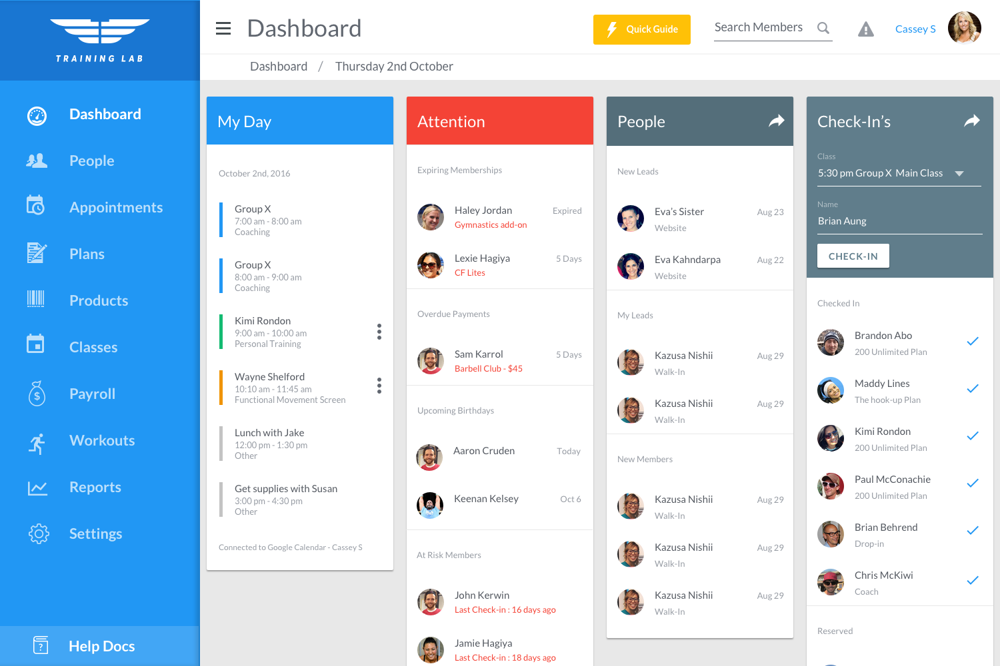 TRAINING LAB
Dashboard
People
Appointments
Plans
Products
Classes
$
Payroll
Workouts
Reports
Settings
?
Help Docs
Dashboard
Quick Guide
Search Members
Cassey S
Dashboard / Thursday 2nd October
My Day
October 2nd, 2016
Group X
7:00 am - 8:00 am
Coaching
Group X
8:00 am - 9:00 am
Coaching
Kimi Rondon
9:00 am - 10:00 am
Personal Training
Wayne Shelford
10:10 am - 11:45 am
Functional Movement Screen
Lunch with Jake
12:00 pm - 1:30 pm
Other
Get supplies with Susan
3:00 pm - 4:30 pm
Other
Connected to Google Calendar - Cassey S
Attention
Expiring Memberships
Haley Jordan Expired
Gymnastics add-on
Lexie Hagiya 5 Days
CF Lites
Overdue Payments
Sam Karrol 5 Days
Barbell Club - $45
Upcoming Birthdays
Aaron Cruden Today
Keenan Kelsey Oct 6
At Risk Members
John Kerwin
Last Check-in : 16 days ago
Jamie Hagiya
Last Check-in : 18 days ago
People
New Leads
Eva's Sister Aug 23
Website
Eva Kahndarpa Aug 22
Website
My Leads
Kazusa Nishii Aug 29
Walk-In
Kazusa Nishii Aug 29
Walk-In
New Members
Kazusa Nishii Aug 29
Walk-In
Kazusa Nishii Aug 29
Walk-In
Kazusa Nishii Aug 29
Walk-In
Check-In's
Class
5:30 pm Group X Main Class
Name
Brian Aung
CHECK-IN
Checked In
Brandon Abo
200 Unlimited Plan
Maddy Lines
The hook-up Plan
Kimi Rondon
200 Unlimited Plan
Paul McConachie
200 Unlimited Plan
Brian Behrend
Drop-in
Chris McKiwi
Coach
Reserved